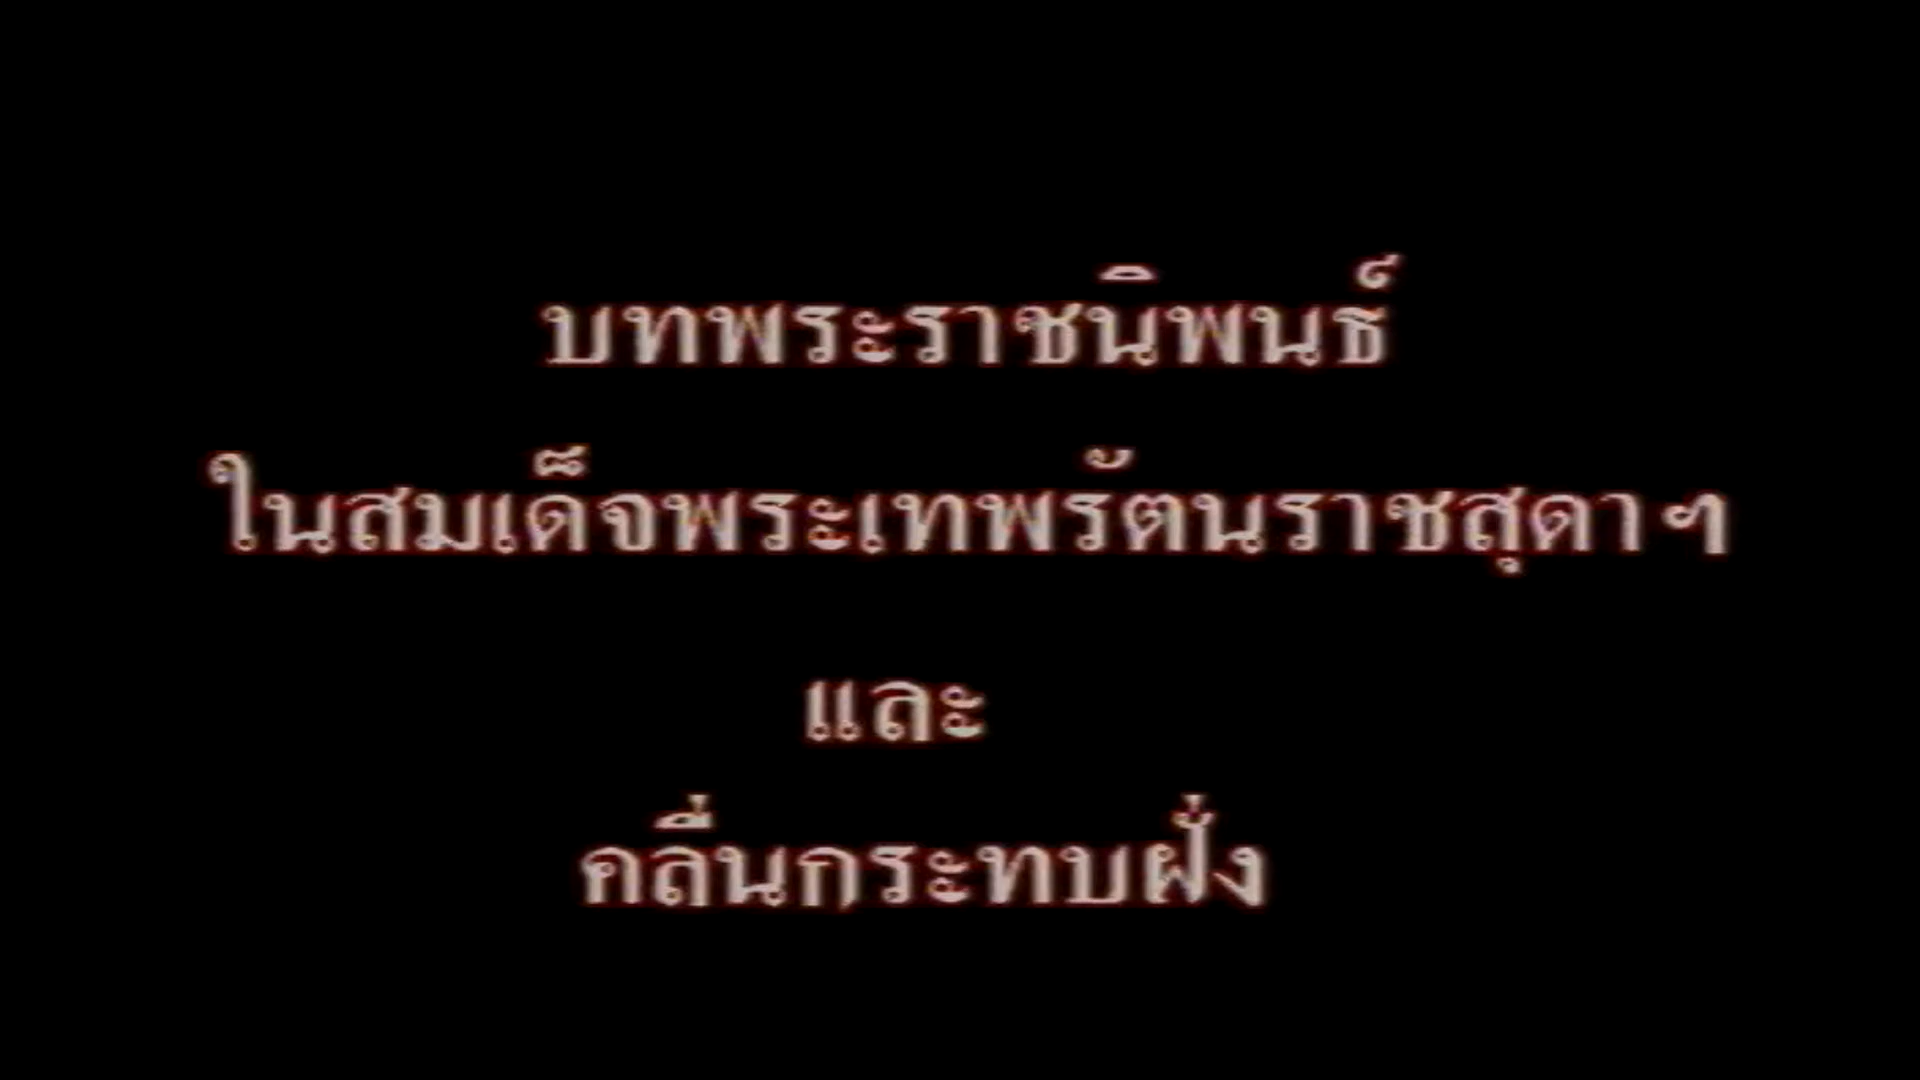 บทพระราชนิพนธ์
ในสมเด็จพระเทพรัตนราชสุดาฯ
และ
คลื่นกระทบฝั่ง